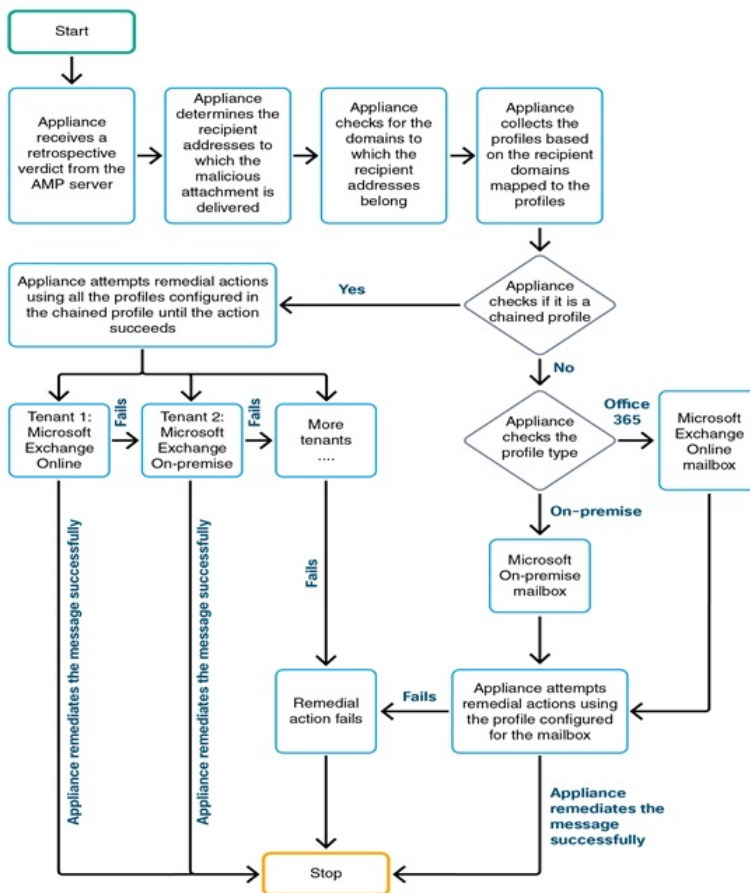 Start
Appliance
receives a
retrospective
verdict from the
AMP server
Appliance
determines the
recipient
addresses to
which the
malicious
attachment is
delivered
Appliance
checks for the
domains to
which the
recipient
addresses
belong
Appliance
collects the
profiles based
on the recipient
domains
mapped to the
profiles
Appliance
checks if it is a
chained profile
Yes
Appliance attempts remedial actions
using all the profiles configured in
the chained profile until the action
succeeds
Tenant 1:
Microsoft
Exchange
Online
Fails
Tenant 2:
Microsoft
Exchange
On-premise
Fails
More
tenants
....
No
Appliance
checks the
profile type
Office
365
Microsoft
Exchange
Online
mailbox
On-premise
Microsoft
On-premise
mailbox
Appliance remediates the message successfully
Appliance remediates the message successfully
Fails
Remedial
action fails
Fails
Appliance attempts
remedial actions using
the profile configured
for the mailbox
Appliance
remediates the
message
successfully
Stop